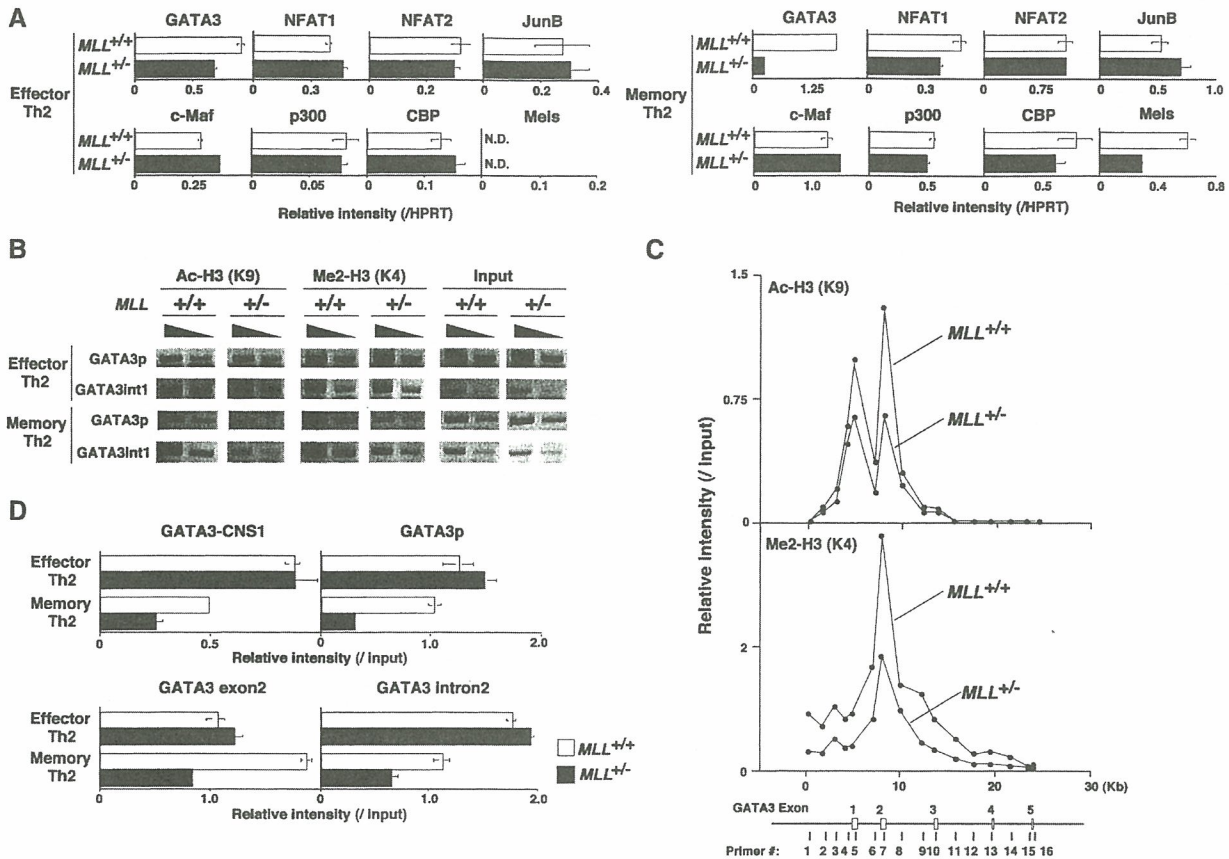 A
GATA3 NFAT1 NFAT2 JunB
MLL+/+
MLL+/-
0 0.5 0 0.3 0 0.2 0 0.2 0.4
Effector
Th2
c-Maf p300 CBP Mels
MLL+/+ N.D.
MLL+/- N.D.
0 0.25 0 0.05 0 0.1 0 0.1 0.2
Relative intensity (/HPRT)
GATA3 NFAT1 NFAT2 JunB
MLL+/+
MLL+/-
0 1.25 0 0.3 0 0.75 0 0.5 1.0
Memory
Th2
c-Maf p300 CBP Mels
MLL+/+
MLL+/-
0 1.0 0 0.5 0 0.5 0 0.4 0.8
Relative intensity (/HPRT)
B
Ac-H3 (K9) Me2-H3 (K4) Input
MLL +/+ +/- +/+ +/- +/+ +/-
Effector
Th2
GATA3p
GATA3int1
Memory
Th2
GATA3p
GATA3int1
C
1.5
Ac-H3 (K9)
MLL+/+
0.75
MLL+/-
0
Me2-H3 (K4)
MLL+/+
2
MLL+/-
0
Relative intensity (/ input)
0 10 20 30 (Kb)
GATA3 Exon 1 2 3 4 5
Primer #: 1 2 3 4 5 6 7 8 9 10 11 12 13 14 15 16
D
GATA3-CNS1 GATA3p
Effector
Th2
Memory
Th2
0 0.5 0 1.0 2.0
Relative intensity (/ input) Relative intensity (/ input)
GATA3 exon2 GATA3 intron2
Effector
Th2
Memory
Th2
0 1.0 0 1.0 2.0
Relative intensity (/ input) Relative intensity (/ input)
MLL+/+
MLL+/-